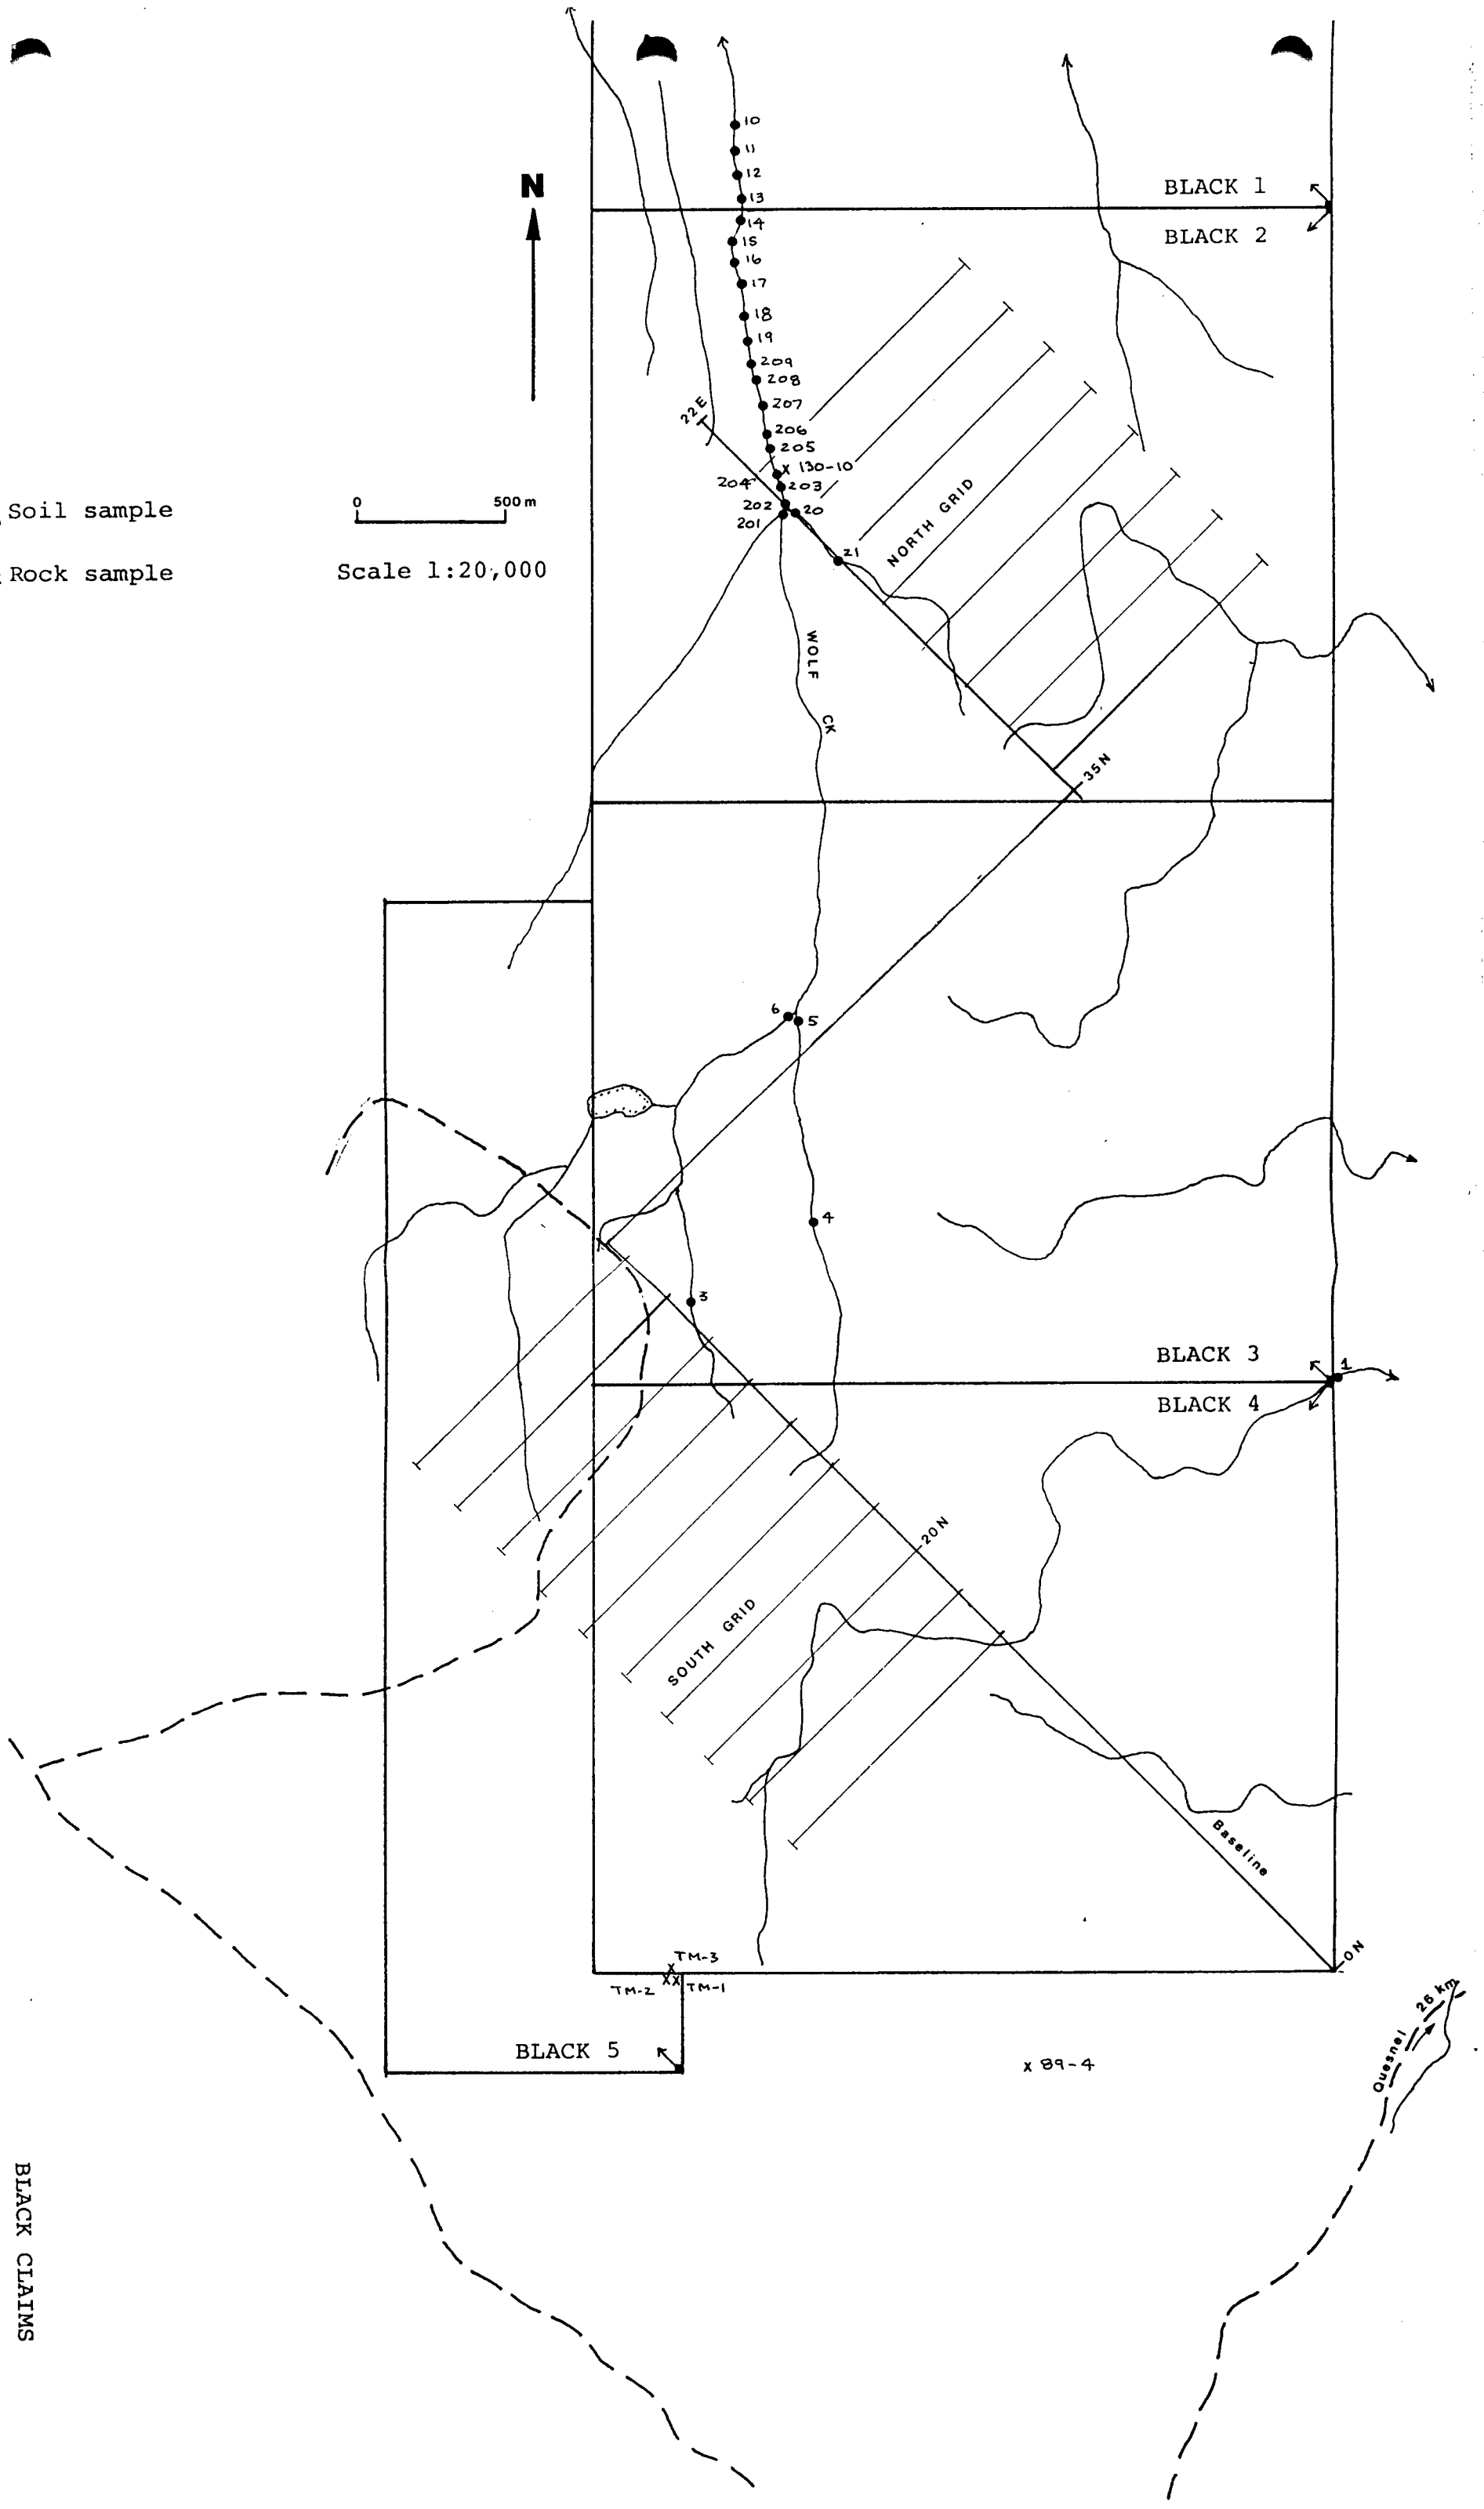 10
11
12
N
BLACK 1
13
14
BLACK 2
15
16
17
18
19
209
208
207
22E
206
205
X 130-10
204
203
0 500 m
Soil sample
202
20
201
21
NORTH GRID
Rock sample
Scale 1:20,000
WOLF CK
35N
6
5
4
3
BLACK 3
1
BLACK 4
20N
SOUTH GRID
Baseline
0N
TM-3
X
XX
TM-2
TM-1
26 km
Quesnel
BLACK 5
x 89-4
BLACK CLAIMS